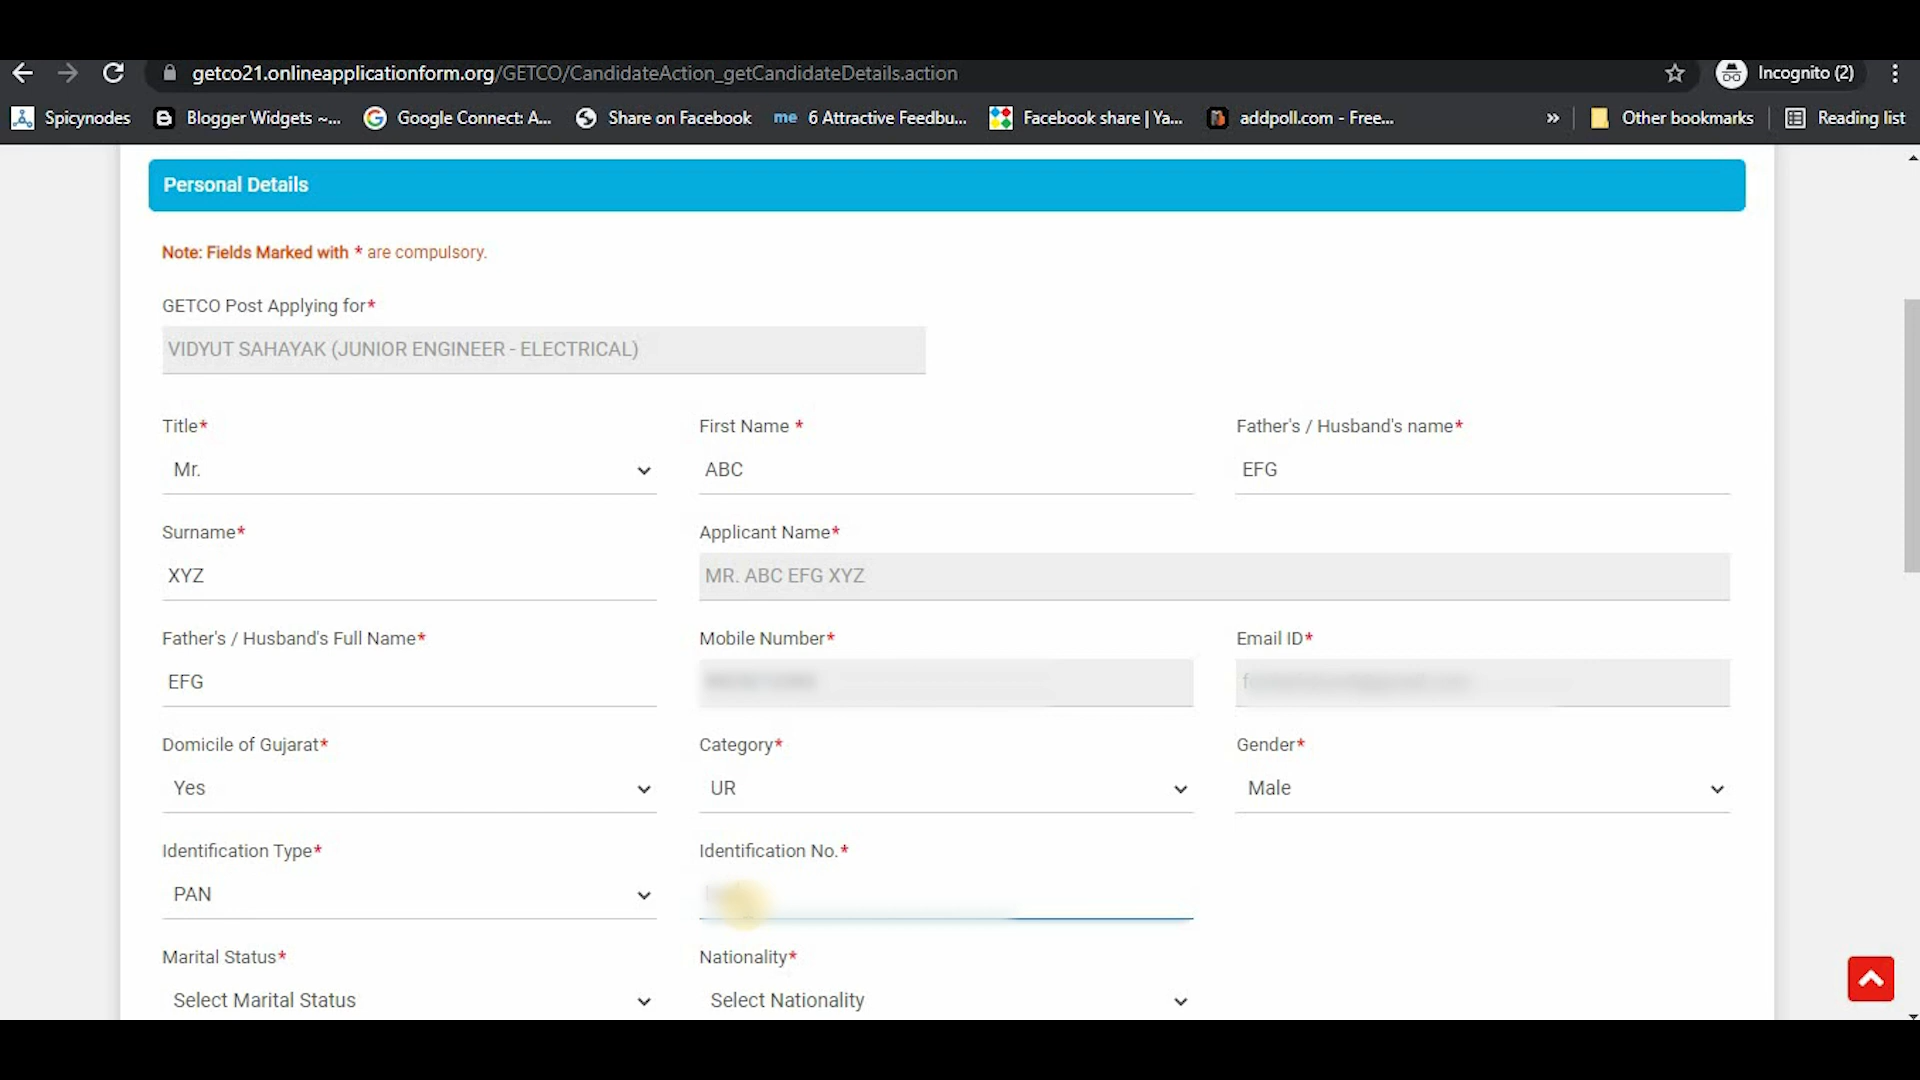 getco21.onlineapplicationform.org/GETCO/CandidateAction_getCandidateDetails.action Incognito (2)
Spicynodes Blogger Widgets ~... Google Connect: A... Share on Facebook me 6 Attractive Feedbu... Facebook share | Ya... addpoll.com - Free... » Other bookmarks Reading list
Personal Details
Note: Fields Marked with * are compulsory.
GETCO Post Applying for*
VIDYUT SAHAYAK (JUNIOR ENGINEER - ELECTRICAL)
Title* First Name * Father's / Husband's name*
Mr. ABC EFG
Surname* Applicant Name*
XYZ MR. ABC EFG XYZ
Father's / Husband's Full Name* Mobile Number* Email ID*
EFG
Domicile of Gujarat* Category* Gender*
Yes UR Male
Identification Type* Identification No.*
PAN
Marital Status* Nationality*
Select Marital Status Select Nationality